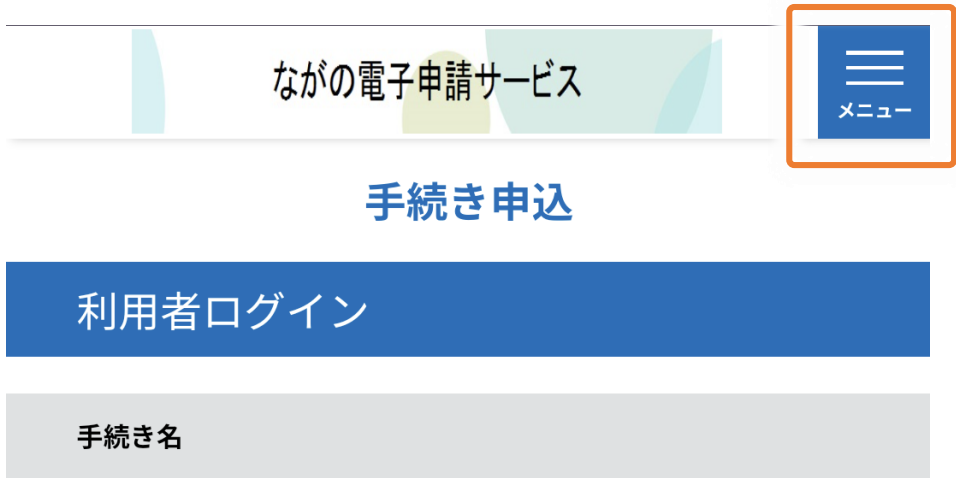 ながの電子申請サービス
メニュー
手続き申込
利用者ログイン
手続き名